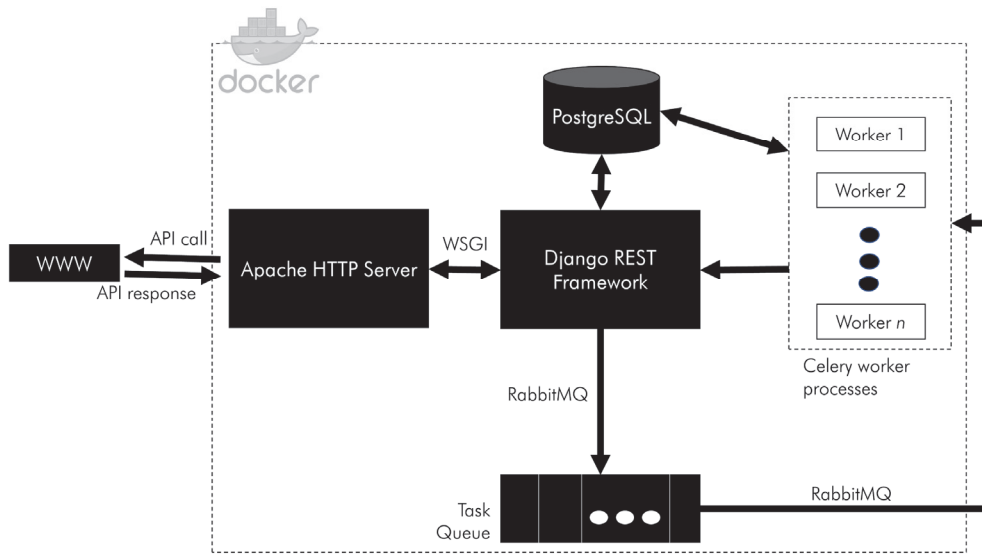 docker
PostgreSQL
Worker 1
Worker 2
Worker n
Celery worker
processes
WWW
API call
API response
Apache HTTP Server
WSGI
Django REST
Framework
RabbitMQ
Task
Queue
RabbitMQ